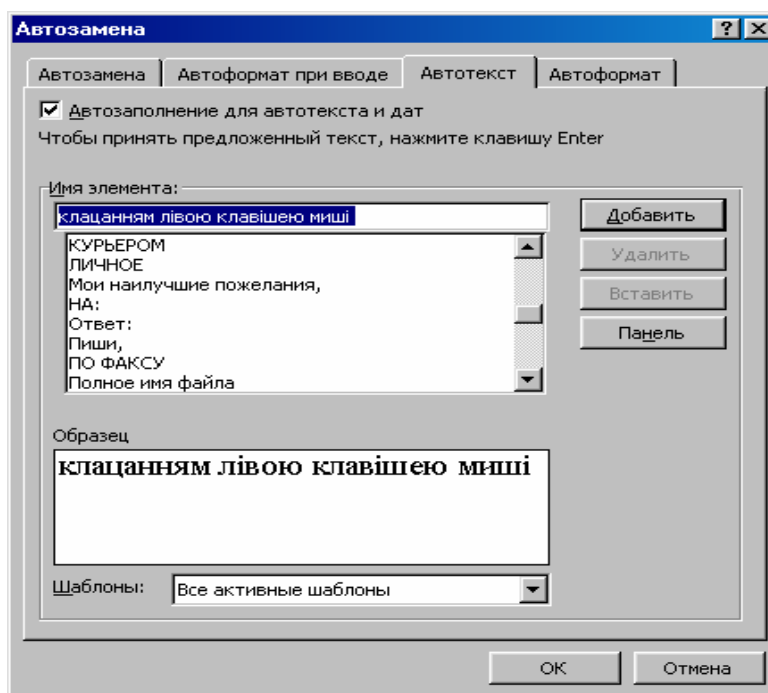 Автозамена
Автозамена Автоформат при вводе Автотекст Автоформат
Автозаполнение для автотекста и дат
Чтобы принять предложенный текст, нажмите клавишу Enter
Имя элемента:
клацанням лівою клавішею миші
Добавить
КУРЬЕРОМ
ЛИЧНОЕ
Мои наилучшие пожелания,
НА:
Ответ:
Пиши,
ПО ФАКСУ
Полное имя файла
Удалить
Вставить
Панель
Образец
клацанням лівою клавішею миші
Шаблоны: Все активные шаблоны
ОК Отмена